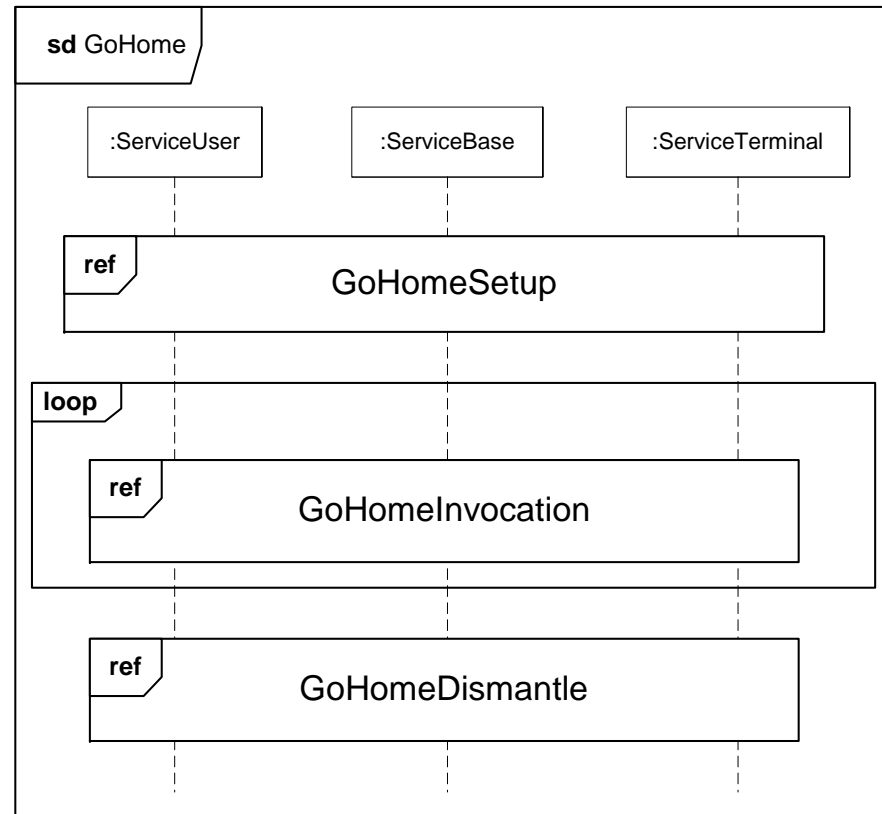 sd GoHome
:ServiceUser :ServiceBase :ServiceTerminal
ref
GoHomeSetup
loop
ref
GoHomeInvocation
ref
GoHomeDismantle